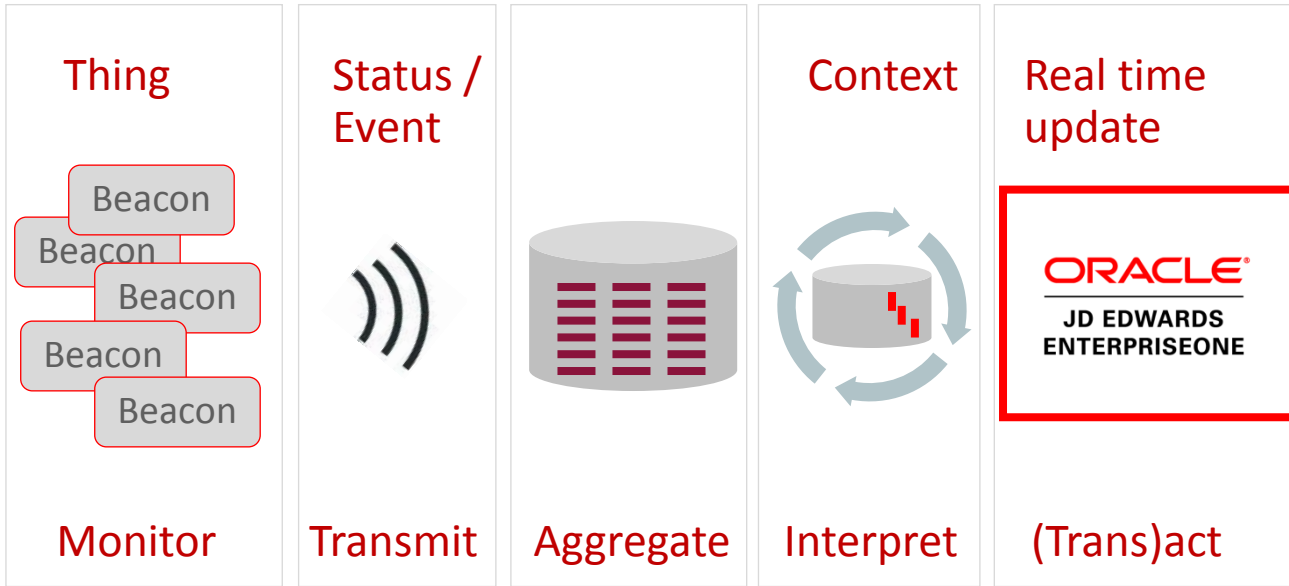 Thing
Status /
Event
Context
Real time
update
Beacon
Beacon
Beacon
Beacon
Beacon
ORACLE®
JD EDWARDS
ENTERPRISEONE
Monitor
Transmit
Aggregate
Interpret
(Trans)act